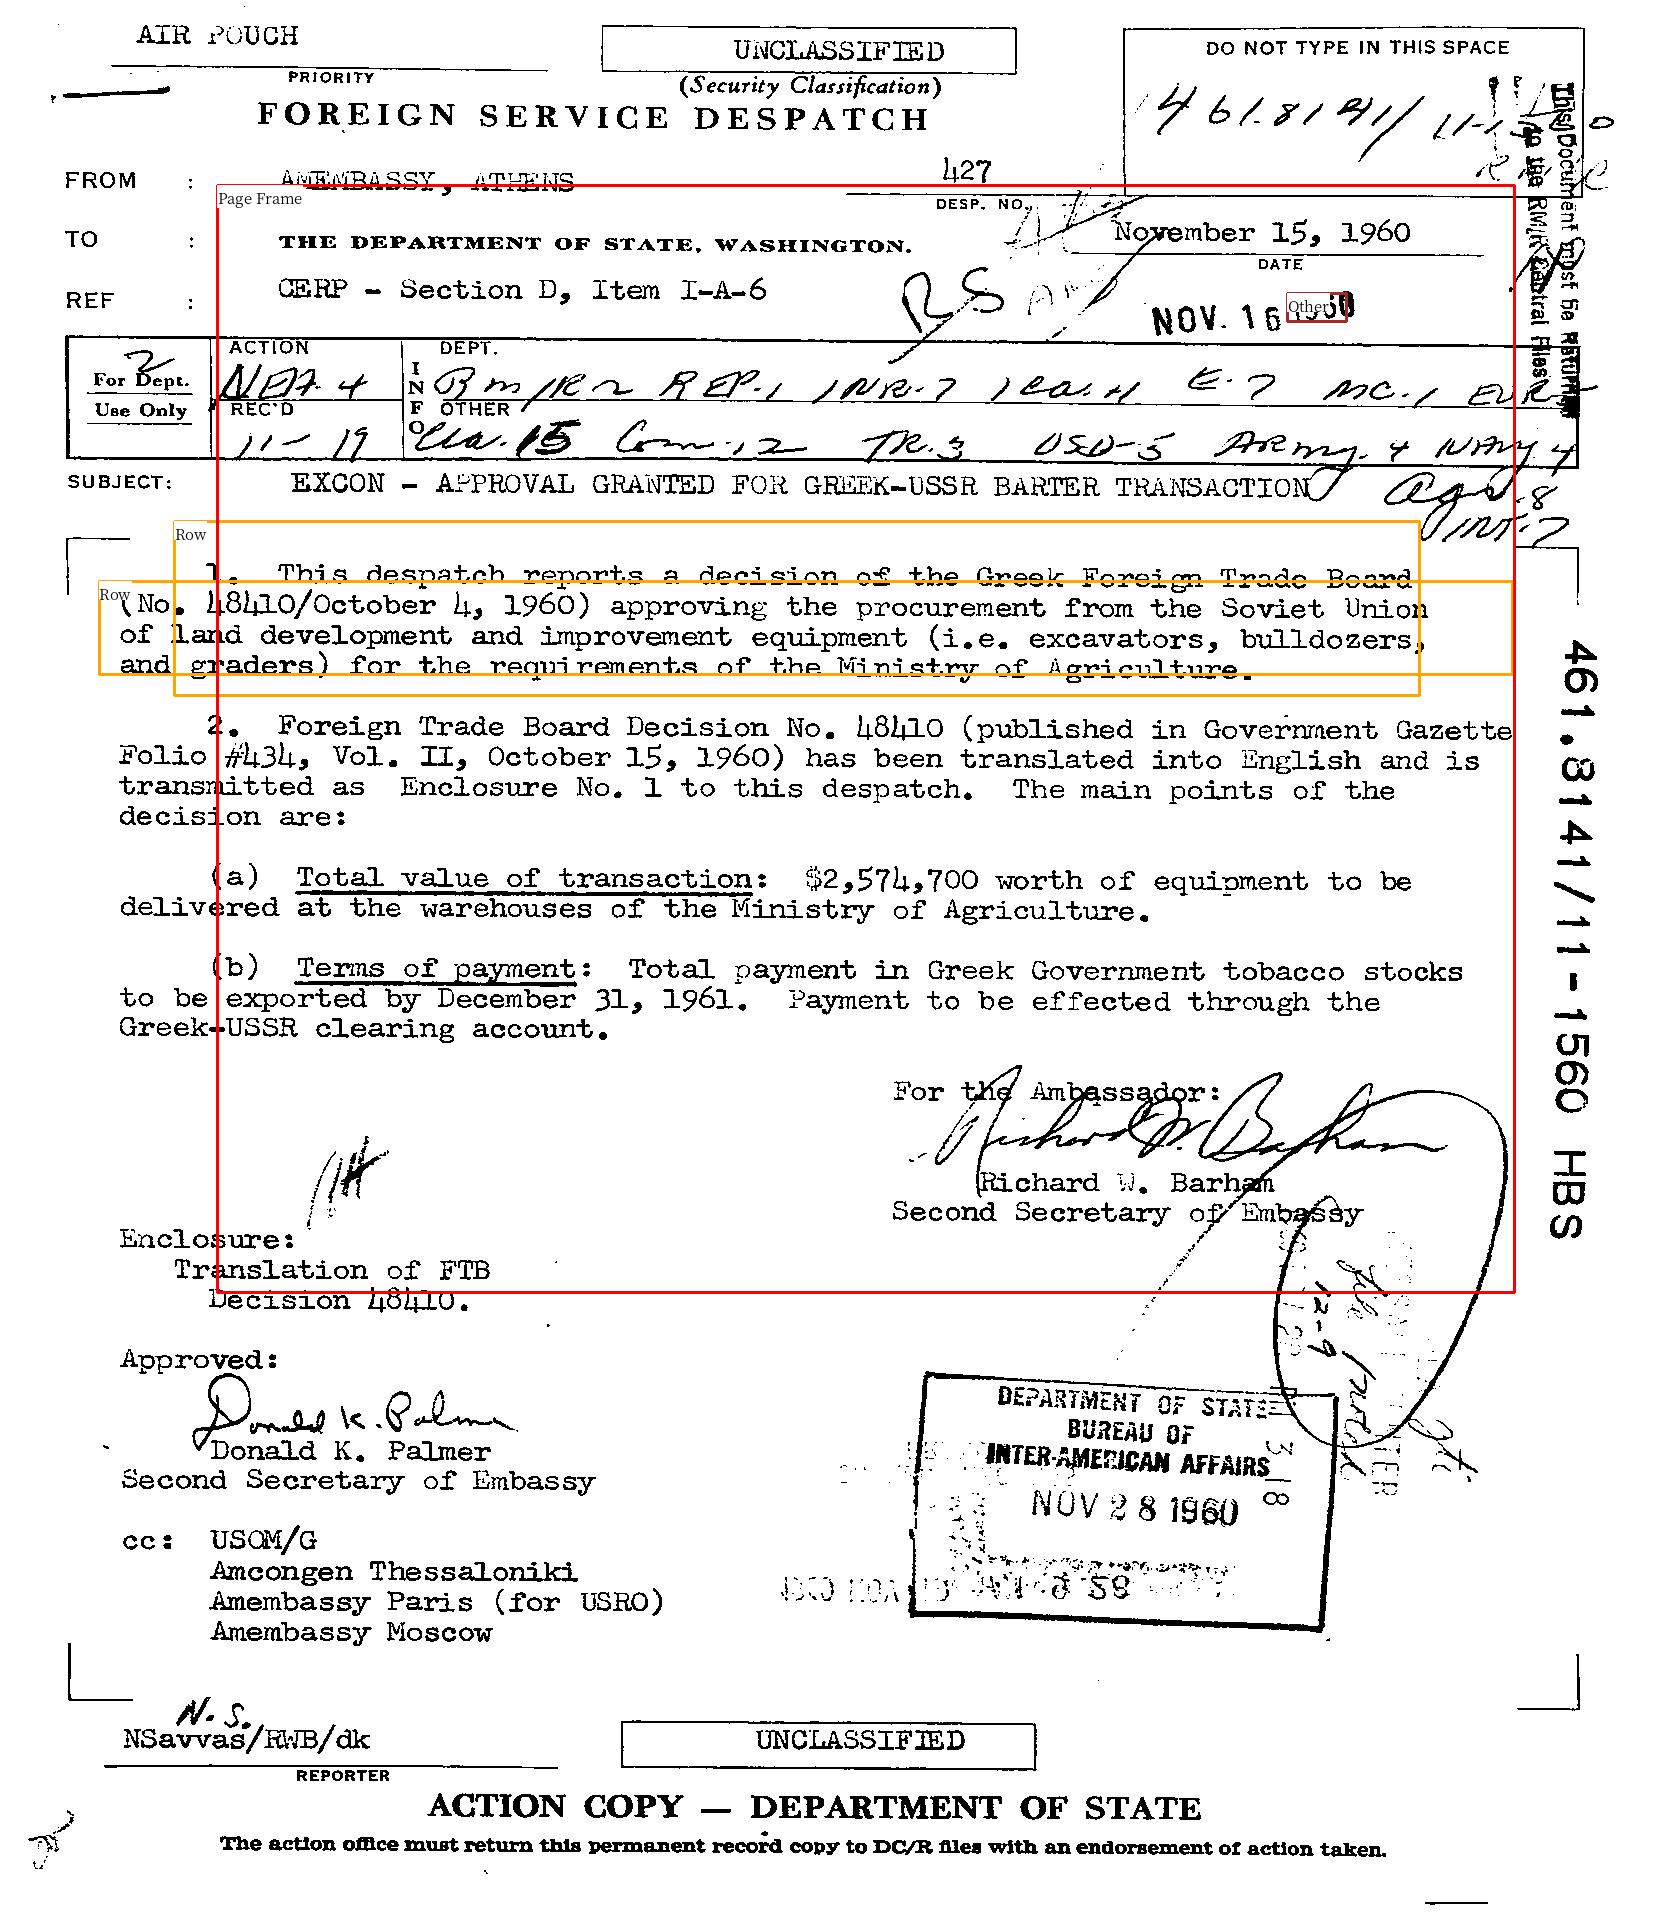 AIR POUCH
PRIORITY
UNCLASSIFIED
(Security Classification)
DO NOT TYPE IN THIS SPACE
FOREIGN SERVICE DESPATCH
461.8141/11-
This Document must be returned
to the RM/R Central Files
FROM : AMEMBASSY, ATHENS
427
DESP. NO.
Page Frame
TO : THE DEPARTMENT OF STATE, WASHINGTON.
November 15, 1960
DATE
REF : CERP - Section D, Item I-A-6
RS
NOV. 16 1960
Other
2
For Dept.
Use Only
ACTION
NEA-4
REC'D
11-19
INFO
DEPT.
RM/R-2 REP-1 INR-7 ICA-11 E-7 MC-1 EUR-
OTHER
CIA-15 Com-12 TR-3 OSD-5 ARMY-4 NAVY 4
SUBJECT: EXCON - APPROVAL GRANTED FOR GREEK-USSR BARTER TRANSACTION
Agr-8
INT-7
Row
1. This despatch reports a decision of the Greek Foreign Trade Board
Row
(No. 48410/October 4, 1960) approving the procurement from the Soviet Union
of land development and improvement equipment (i.e. excavators, bulldozers,
and graders) for the requirements of the Ministry of Agriculture.
2. Foreign Trade Board Decision No. 48410 (published in Government Gazette
Folio #434, Vol. II, October 15, 1960) has been translated into English and is
transmitted as Enclosure No. 1 to this despatch. The main points of the
decision are:
(a) Total value of transaction: $2,574,700 worth of equipment to be
delivered at the warehouses of the Ministry of Agriculture.
(b) Terms of payment: Total payment in Greek Government tobacco stocks
to be exported by December 31, 1961. Payment to be effected through the
Greek-USSR clearing account.
461.8141/11-1560 HBS
For the Ambassador:
Richard W. Barham
Richard W. Barham
Second Secretary of Embassy
Enclosure:
Translation of FTB
Decision 48410.
12-9
Approved:
Donald K. Palmer
Donald K. Palmer
Second Secretary of Embassy
DEPARTMENT OF STATE
BUREAU OF
INTER-AMERICAN AFFAIRS
NOV 28 1960
cc: USOM/G
Amcongen Thessaloniki
Amembassy Paris (for USRO)
Amembassy Moscow
N.S.
NSavvas/RWB/dk
REPORTER
UNCLASSIFIED
ACTION COPY — DEPARTMENT OF STATE
The action office must return this permanent record copy to DC/R files with an endorsement of action taken.